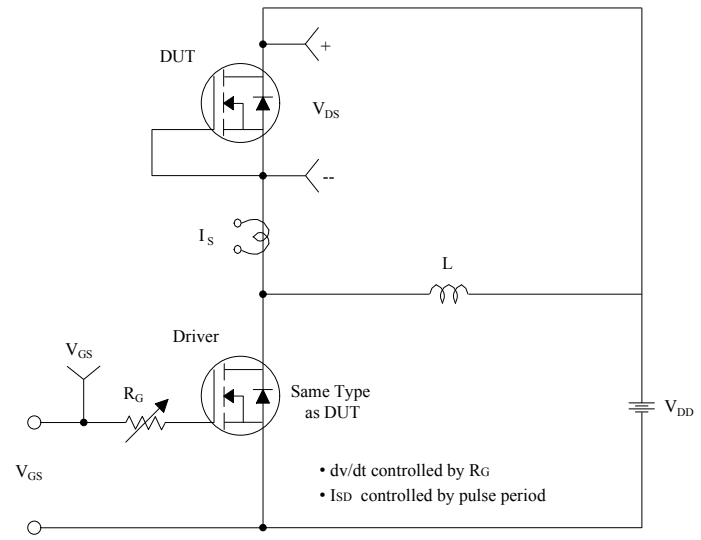 DUT
+
VDS
--
IS
L
Driver
VGS
RG
Same Type
as DUT
VDD
VGS
• dv/dt controlled by RG
• ISD controlled by pulse period